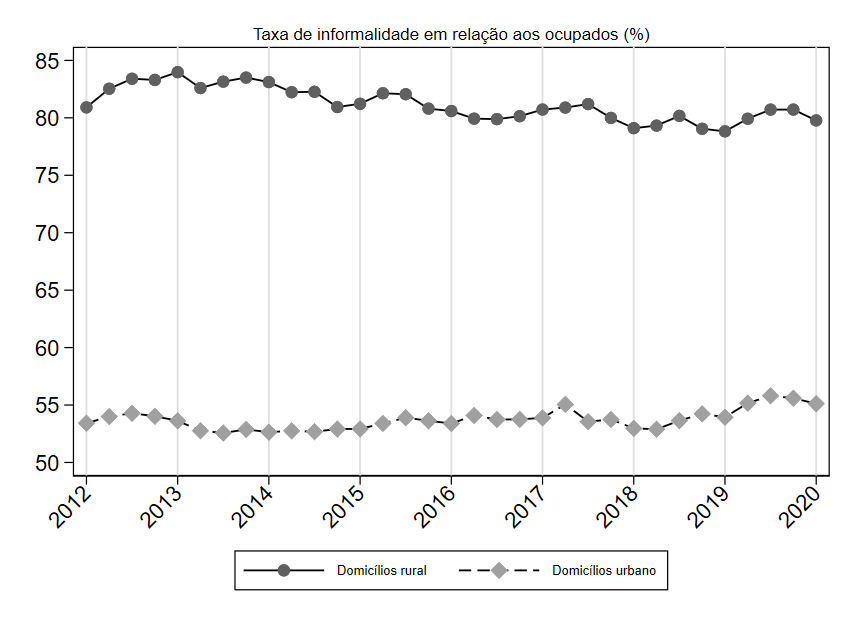 Taxa de informalidade em relação aos ocupados (%)
85
80
75
70
65
60
55
50
2012 2013 2014 2015 2016 2017 2018 2019 2020
Domicílios rural Domicílios urbano